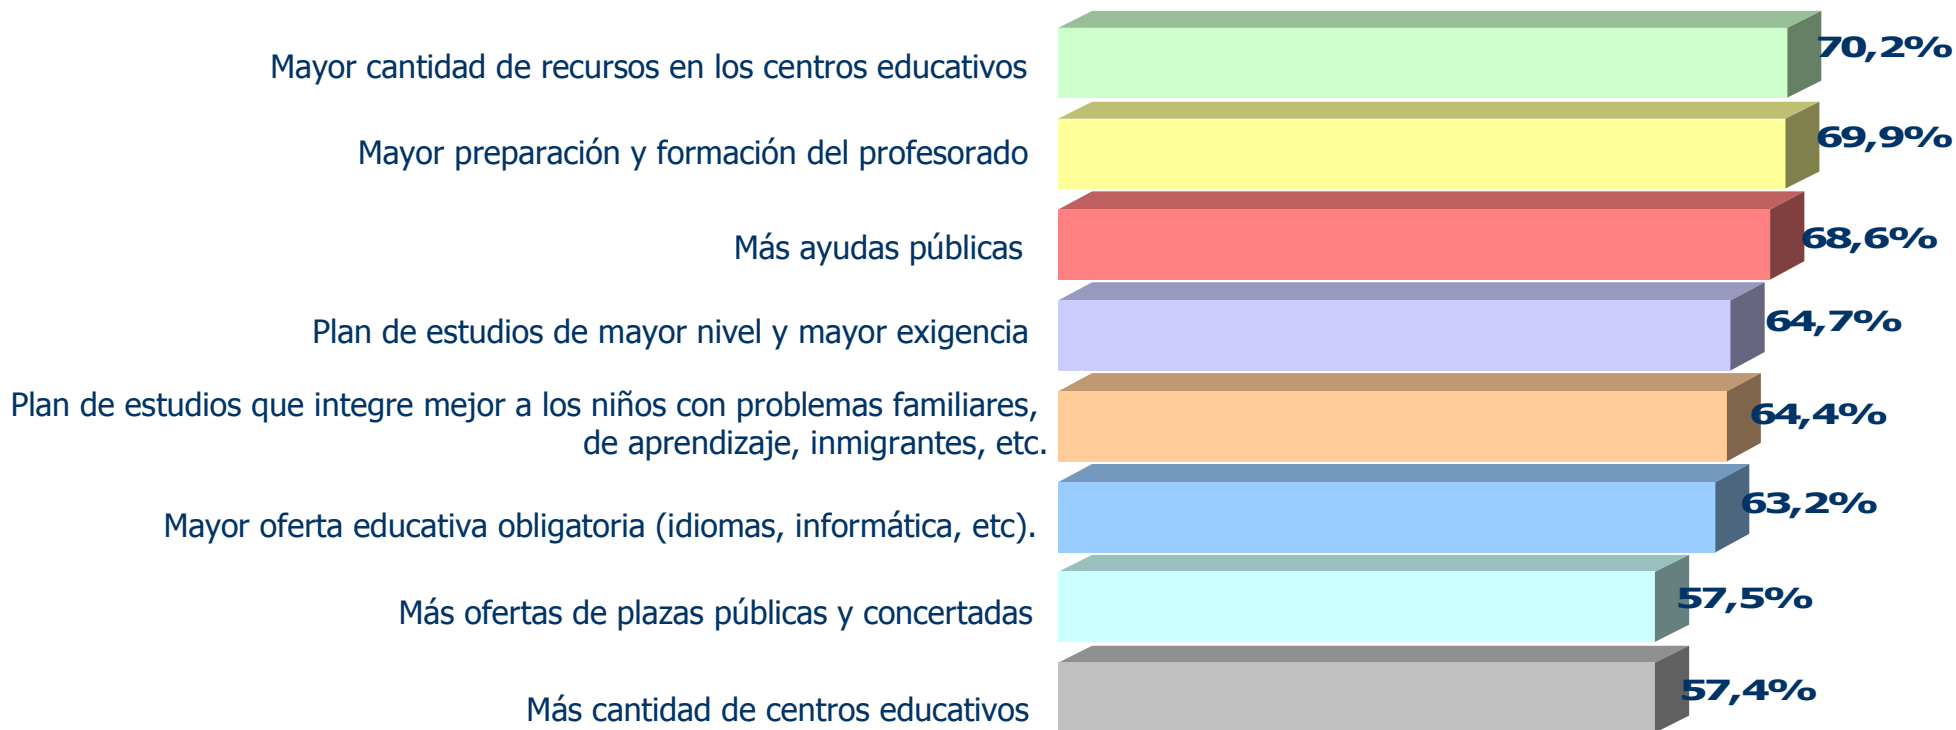 Mayor cantidad de recursos en los centros educativos
70,2%
Mayor preparación y formación del profesorado
69,9%
Más ayudas públicas
68,6%
Plan de estudios de mayor nivel y mayor exigencia
64,7%
Plan de estudios que integre mejor a los niños con problemas familiares,
de aprendizaje, inmigrantes, etc.
64,4%
Mayor oferta educativa obligatoria (idiomas, informática, etc).
63,2%
Más ofertas de plazas públicas y concertadas
57,5%
Más cantidad de centros educativos
57,4%